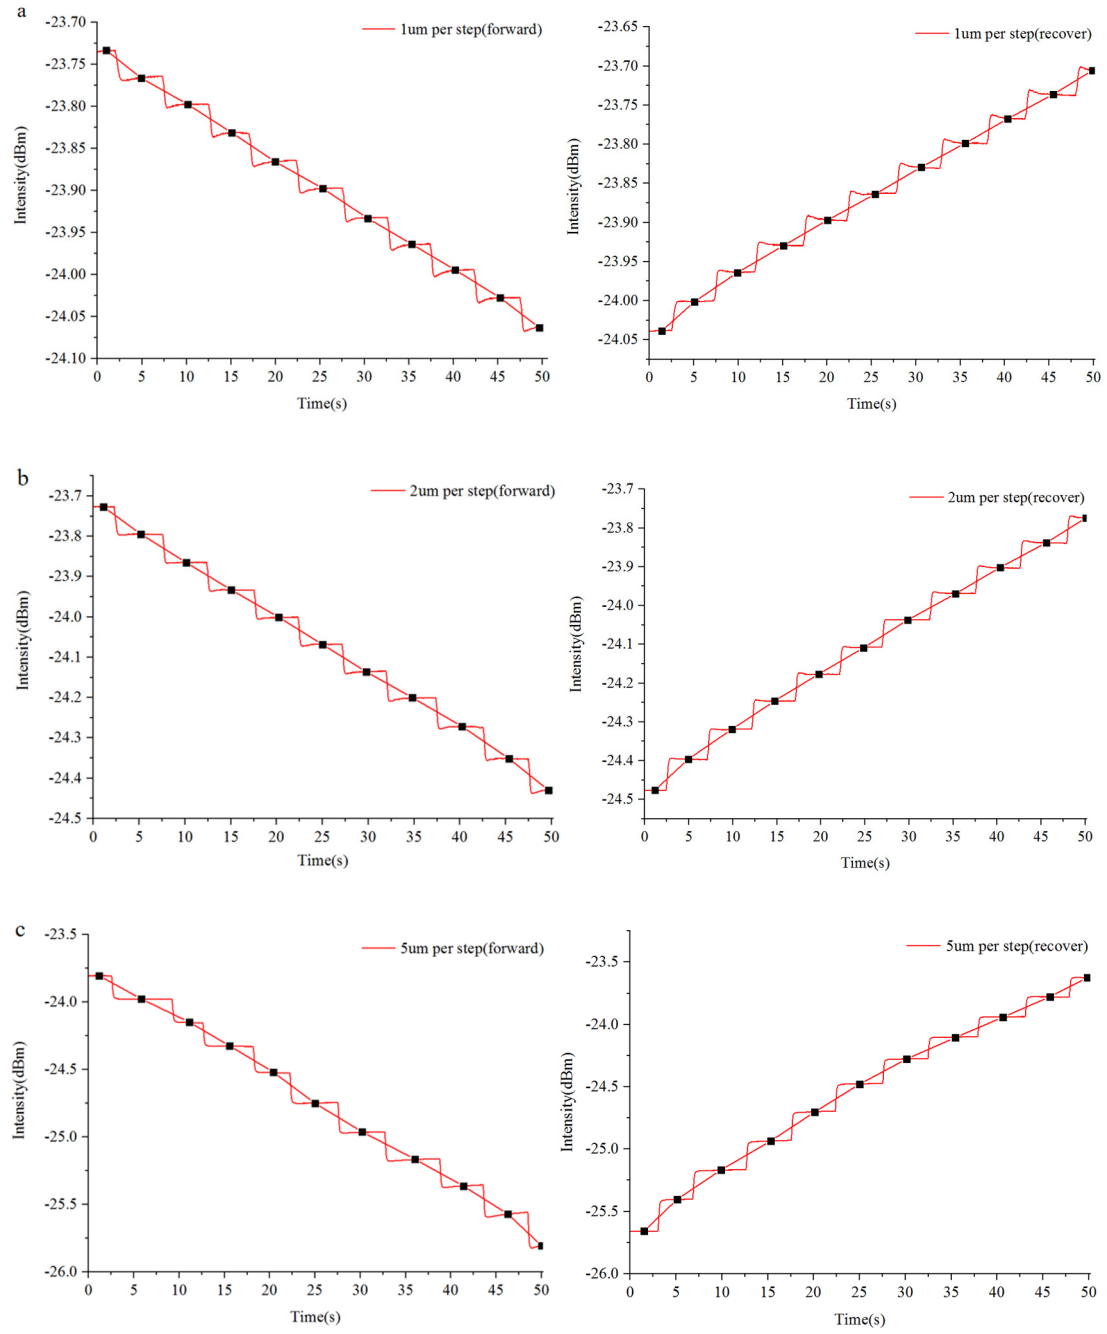 a
1um per step(forward)
-23.70
-23.75
-23.80
-23.85
-23.90
-23.95
-24.00
-24.05
-24.10
Intensity(dBm)
0 5 10 15 20 25 30 35 40 45 50
Time(s)
1um per step(recover)
-23.65
-23.70
-23.75
-23.80
-23.85
-23.90
-23.95
-24.00
-24.05
Intensity(dBm)
0 5 10 15 20 25 30 35 40 45 50
Time(s)
b
2um per step(forward)
-23.7
-23.8
-23.9
-24.0
-24.1
-24.2
-24.3
-24.4
-24.5
Intensity(dBm)
0 5 10 15 20 25 30 35 40 45 50
Time(s)
2um per step(recover)
-23.7
-23.8
-23.9
-24.0
-24.1
-24.2
-24.3
-24.4
-24.5
Intensity(dBm)
0 5 10 15 20 25 30 35 40 45 50
Time(s)
c
5um per step(forward)
-23.5
-24.0
-24.5
-25.0
-25.5
-26.0
Intensity(dBm)
0 5 10 15 20 25 30 35 40 45 50
Time(s)
5um per step(recover)
-23.5
-24.0
-24.5
-25.0
-25.5
-26.0
Intensity(dBm)
0 5 10 15 20 25 30 35 40 45 50
Time(s)